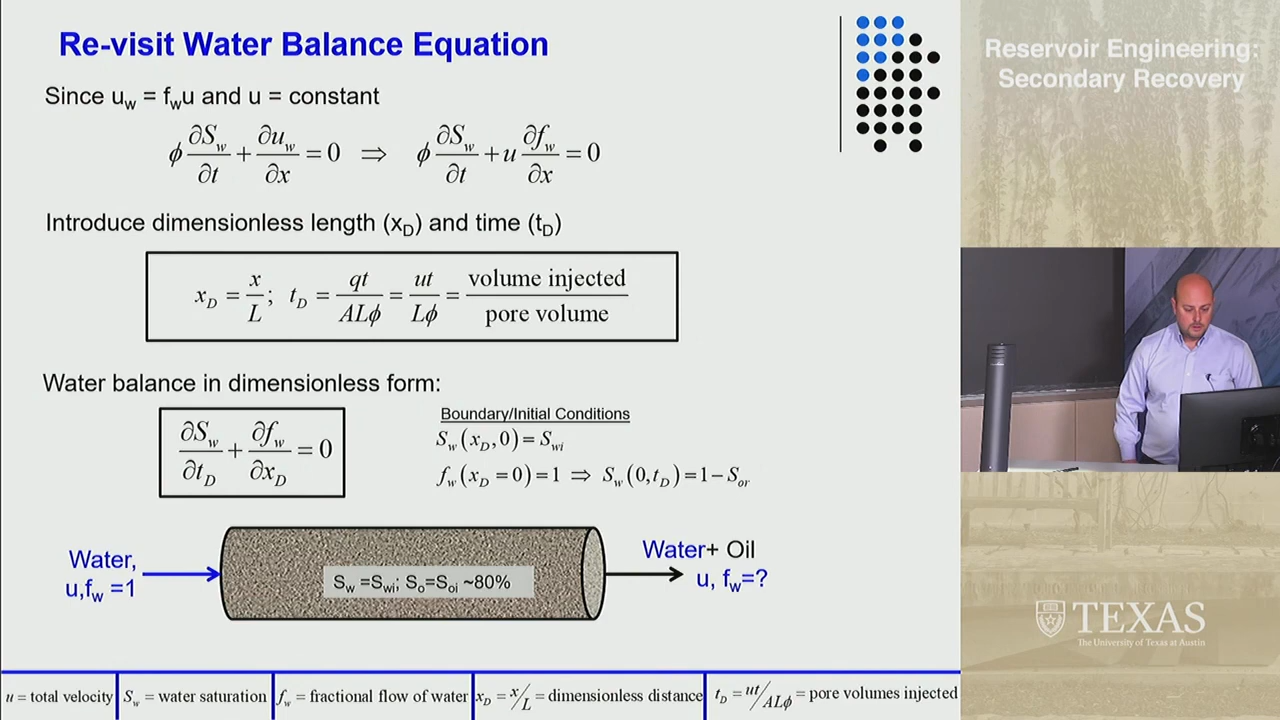 Re-visit Water Balance Equation
Since u_w = f_w u and u = constant
ϕ ∂S_w/∂t + ∂u_w/∂x = 0 ⇒ ϕ ∂S_w/∂t + u ∂f_w/∂x = 0
Introduce dimensionless length (x_D) and time (t_D)
x_D = x/L; t_D = qt/ALϕ = ut/Lϕ = volume injected/pore volume
Water balance in dimensionless form:
∂S_w/∂t_D + ∂f_w/∂x_D = 0
Boundary/Initial Conditions
S_w(x_D,0) = S_wi
f_w(x_D = 0) = 1 ⇒ S_w(0,t_D) = 1 − S_or
Water,
u,f_w =1
S_w =S_wi; S_o=S_oi ~80%
Water+ Oil
u, f_w=?
u = total velocity
S_w = water saturation
f_w = fractional flow of water
x_D = x/L = dimensionless distance
t_D = ut/ALϕ = pore volumes injected
Reservoir Engineering:
Secondary Recovery
TEXAS
The University of Texas at Austin